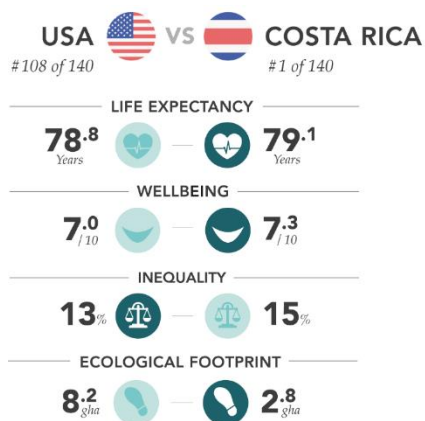 USA VS COSTA RICA
#108 of 140 #1 of 140
LIFE EXPECTANCY
78.8 Years 79.1 Years
WELLBEING
7.0 /10 7.3 /10
INEQUALITY
13% 15%
ECOLOGICAL FOOTPRINT
8.2 gha 2.8 gha